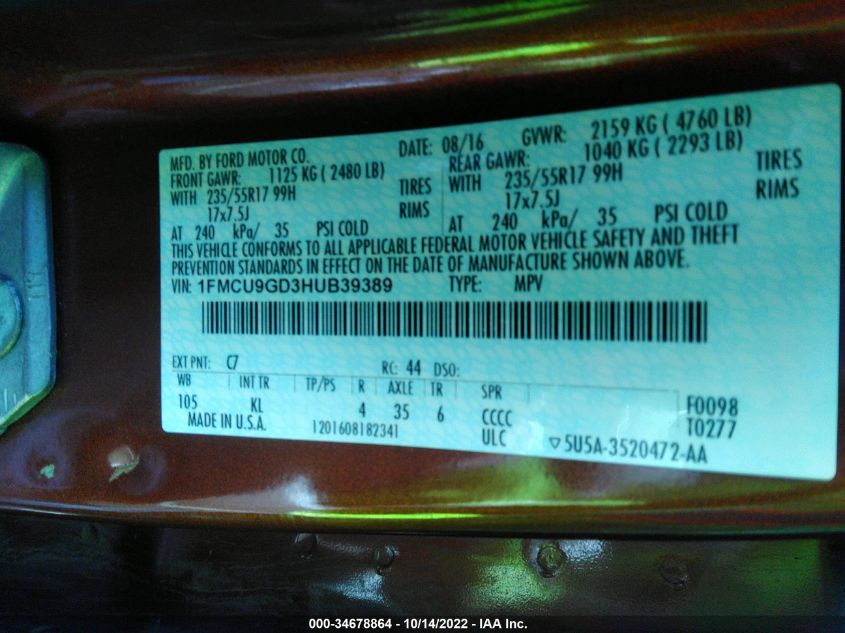 MFD. BY FORD MOTOR CO. DATE: 08/16 GVWR: 2159 KG ( 4760 LB)
FRONT GAWR: 1125 KG ( 2480 LB) REAR GAWR: 1040 KG ( 2293 LB)
WITH 235/55R17 99H TIRES WITH 235/55R17 99H TIRES
17x7.5J RIMS 17x7.5J RIMS
AT 240 kPa/ 35 PSI COLD AT 240 kPa/ 35 PSI COLD
THIS VEHICLE CONFORMS TO ALL APPLICABLE FEDERAL MOTOR VEHICLE SAFETY AND THEFT
PREVENTION STANDARDS IN EFFECT ON THE DATE OF MANUFACTURE SHOWN ABOVE.
VIN: 1FMCU9GD3HUB39389 TYPE: MPV
EXT PNT: C7 RC: 44 DSO:
WB INT TR TP/PS R AXLE TR SPR
105 KL 4 35 6 CCCC F0098
MADE IN U.S.A. 1201608182341 ULC ▽5U5A-3520472-AA T0277
000-34678864 - 10/14/2022 - IAA Inc.